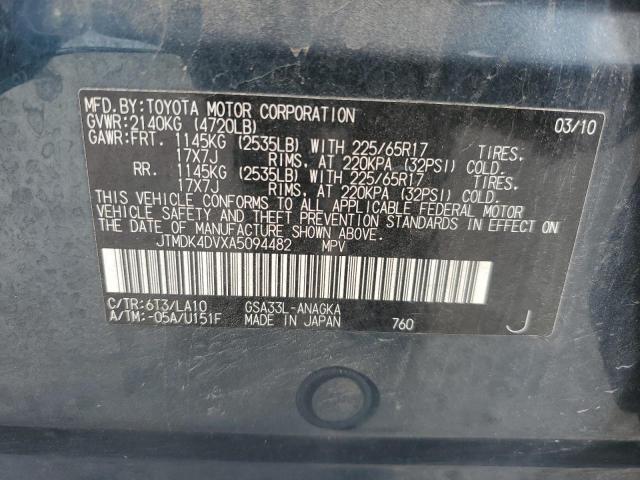 MFD.BY:TOYOTA MOTOR CORPORATION 03/10
GVWR:2140KG (4720LB)
GAWR:FRT. 1145KG (2535LB) WITH 225/65R17 TIRES.
17X7J RIMS. AT 220KPA (32PSI) COLD.
RR. 1145KG (2535LB) WITH 225/65R17 TIRES.
17X7J RIMS. AT 220KPA (32PSI) COLD.
THIS VEHICLE CONFORMS TO ALL APPLICABLE FEDERAL MOTOR
VEHICLE SAFETY AND THEFT PREVENTION STANDARDS IN EFFECT ON
THE DATE OF MANUFACTURE SHOWN ABOVE.
JTMDK4DVXA5094482 MPV
C/TR:6T3/LA10 GSA33L-ANAGKA
A/TM:-05A/U151F MADE IN JAPAN 760 J